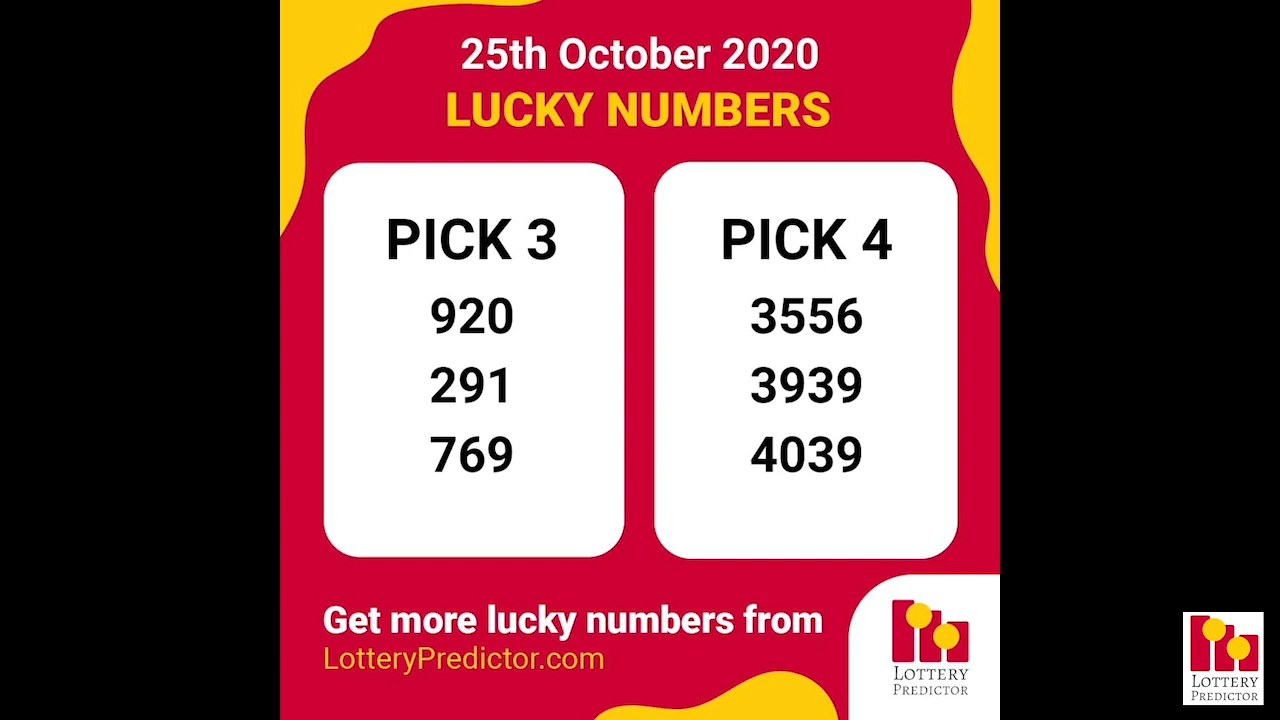 25th October 2020
LUCKY NUMBERS
PICK 3
920
291
769
PICK 4
3556
3939
4039
Get more lucky numbers from
LotteryPredictor.com
LOTTERY
PREDICTOR
LOTTERY
PREDICTOR